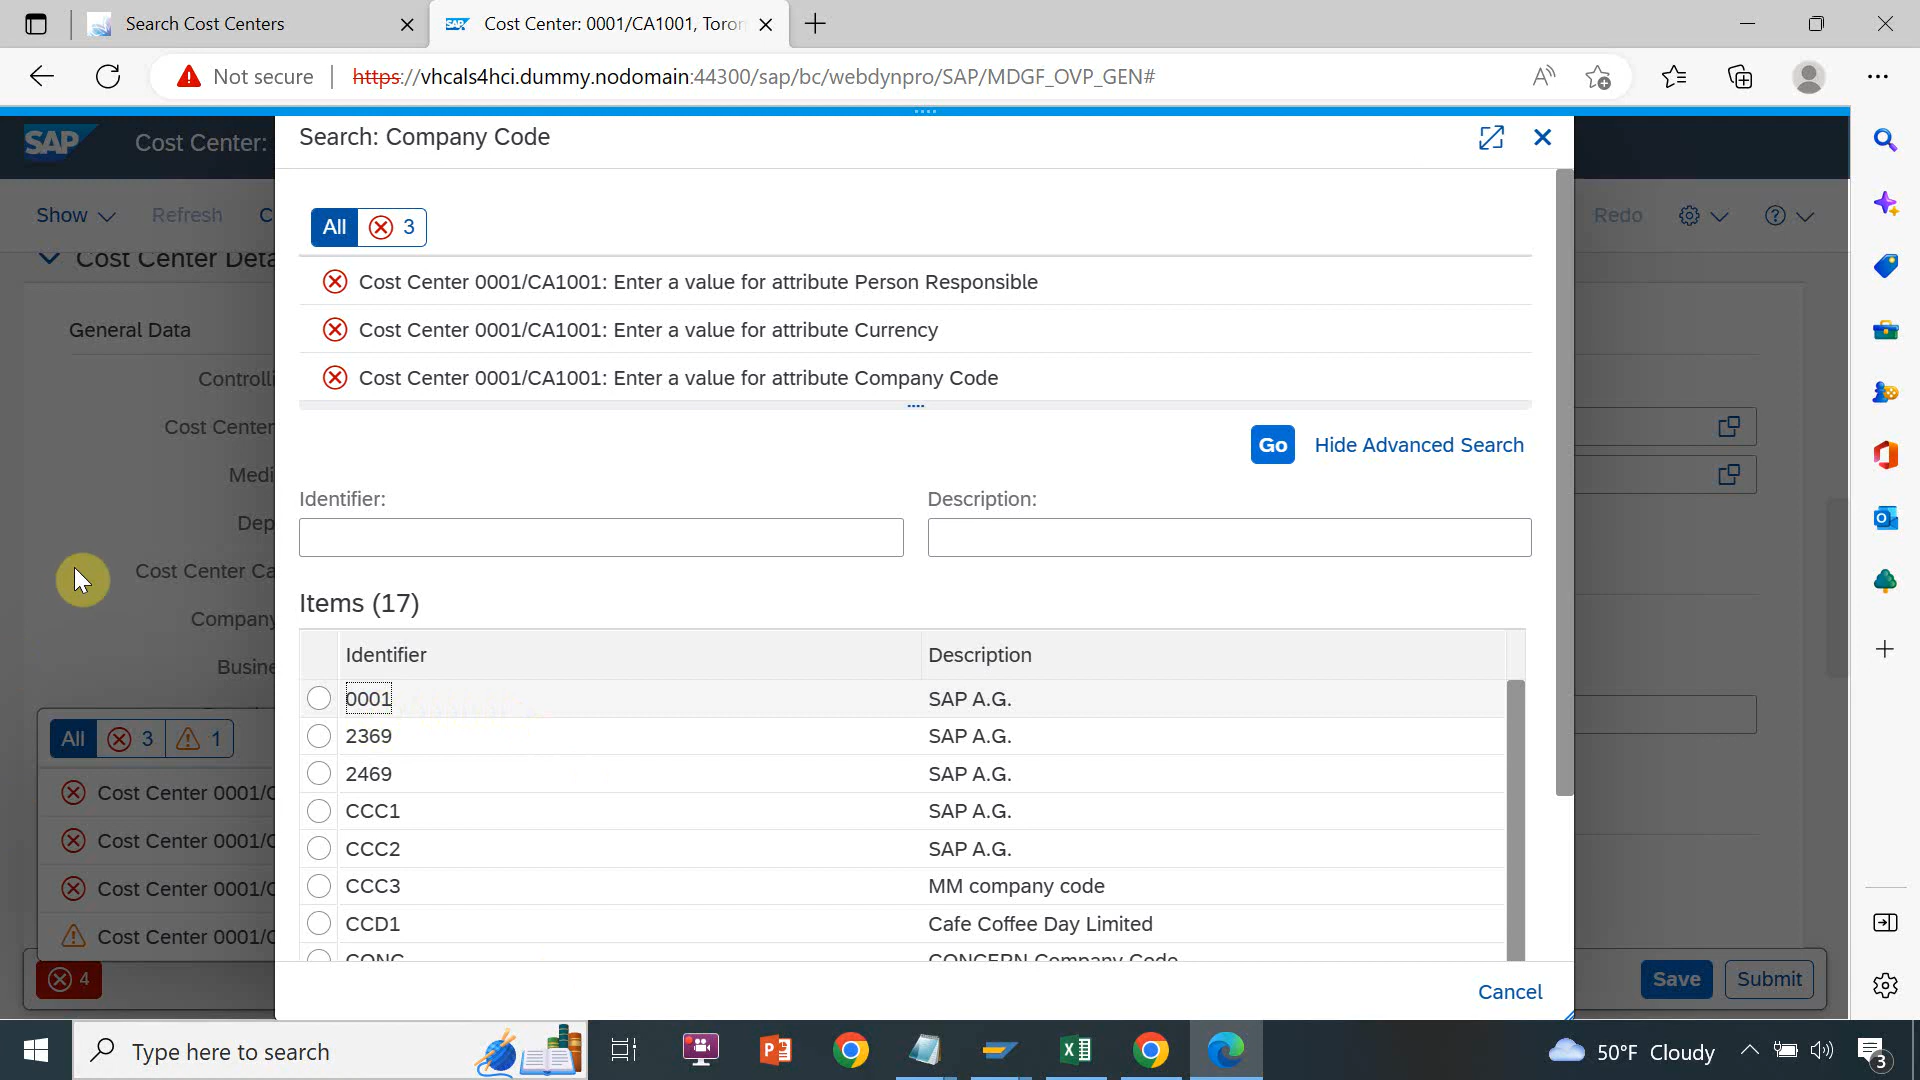 Search Cost Centers
SAP Cost Center: 0001/CA1001, Toron
Not secure https://vhcals4hci.dummy.nodomain:44300/sap/bc/webdynpro/SAP/MDGF_OVP_GEN#
SAP Cost Center:
Search: Company Code
Show Refresh C
Redo
All 3
Cost Center Deta
Cost Center 0001/CA1001: Enter a value for attribute Person Responsible
General Data
Cost Center 0001/CA1001: Enter a value for attribute Currency
Controlli
Cost Center 0001/CA1001: Enter a value for attribute Company Code
Cost Center
Go Hide Advanced Search
Medi
Identifier: Description:
Dep
Cost Center Ca
Items (17)
Company
Identifier Description
Busine
0001 SAP A.G.
All 3 1
2369 SAP A.G.
2469 SAP A.G.
Cost Center 0001/C
CCC1 SAP A.G.
Cost Center 0001/C
CCC2 SAP A.G.
Cost Center 0001/C
CCC3 MM company code
CCD1 Cafe Coffee Day Limited
Cost Center 0001/C
CONC CONCERN Company Code
4
Save Submit
Cancel
Type here to search
50°F Cloudy
3